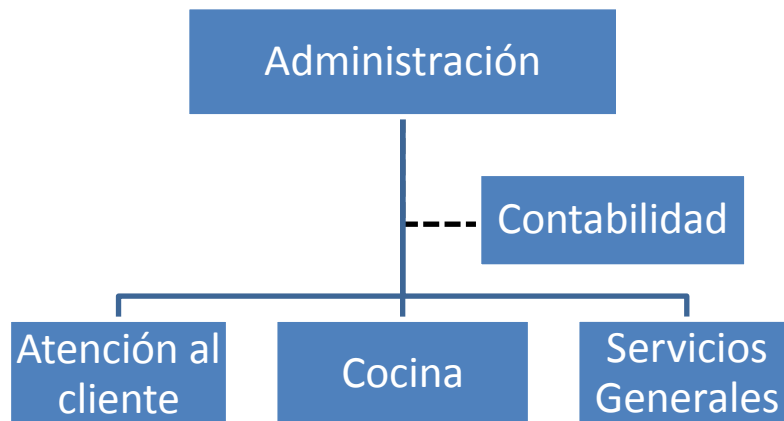 Administración
Contabilidad
Atención al
cliente
Cocina
Servicios
Generales